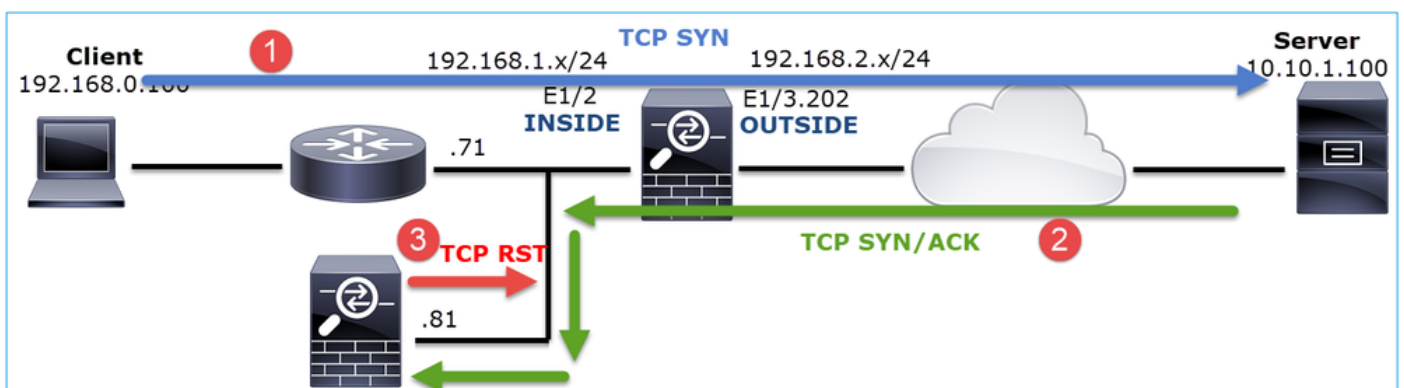 TCP SYN
1
Client
192.168.0.100
192.168.1.x/24
192.168.2.x/24
Server
10.10.1.100
E1/2
INSIDE
E1/3.202
OUTSIDE
.71
TCP SYN/ACK
2
3
TCP RST
.81